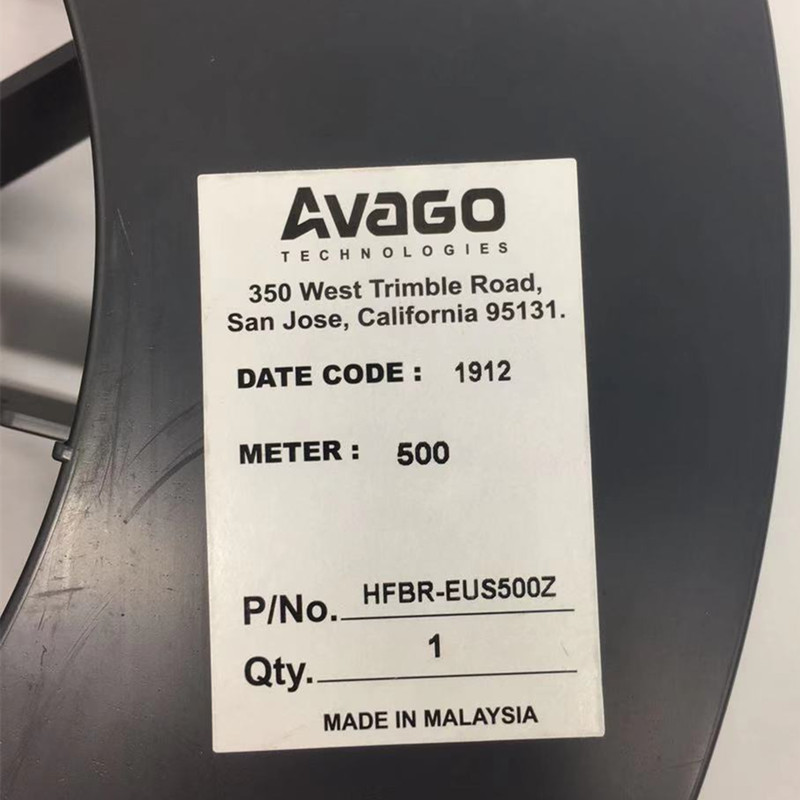 AVAGO
TECHNOLOGIES
350 West Trimble Road,
San Jose, California 95131.
DATE CODE : 1912
METER : 500
P/No. HFBR-EUS500Z
Qty. 1
MADE IN MALAYSIA